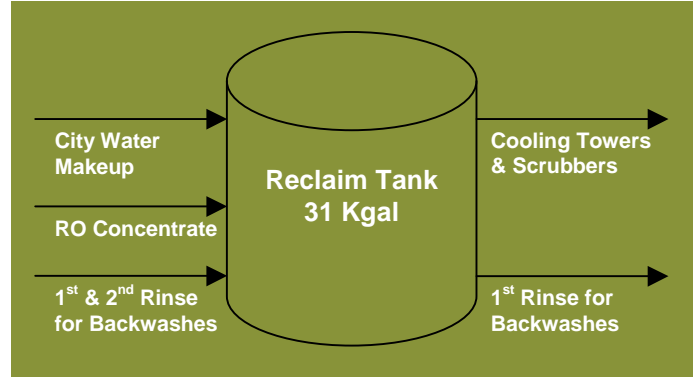 City Water
Makeup
RO Concentrate
1st & 2nd Rinse
for Backwashes
Reclaim Tank
31 Kgal
Cooling Towers
& Scrubbers
1st Rinse for
Backwashes